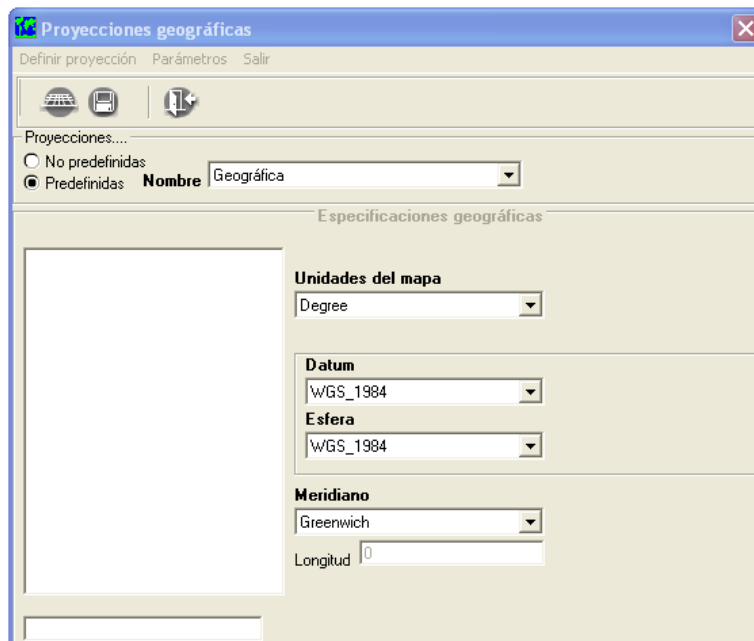 Proyecciones geográficas
Definir proyección Parámetros Salir
Proyecciones....
No predefinidas
Predefinidas Nombre Geográfica
Especificaciones geográficas
Unidades del mapa
Degree
Datum
WGS_1984
Esfera
WGS_1984
Meridiano
Greenwich
Longitud 0